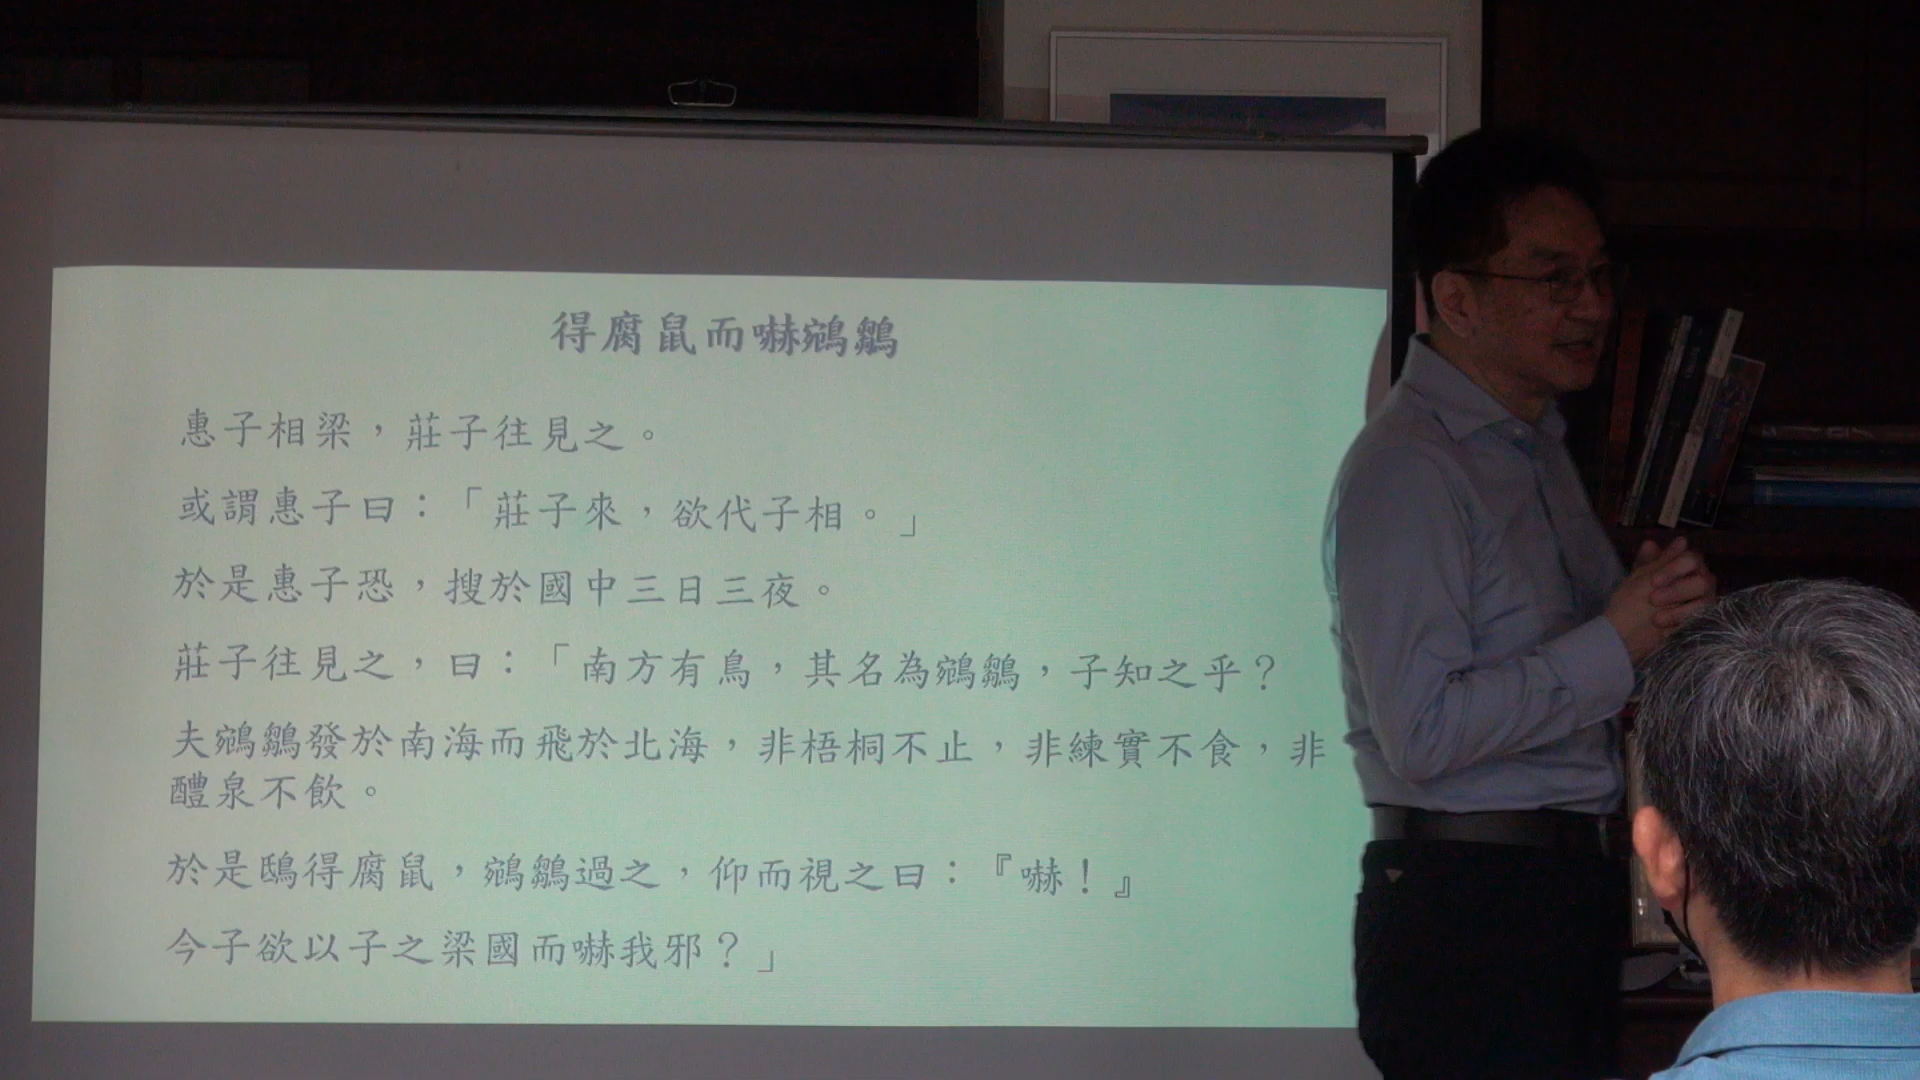 得腐鼠而嚇鵷鶵
惠子相梁，莊子往見之。
或謂惠子曰：「莊子來，欲代子相。」
於是惠子恐，搜於國中三日三夜。
莊子往見之，曰：「南方有鳥，其名為鵷鶵，子知之乎？
夫鵷鶵發於南海而飛於北海，非梧桐不止，非練實不食，非
醴泉不飲。
於是鴟得腐鼠，鵷鶵過之，仰而視之曰：『嚇！』
今子欲以子之梁國而嚇我邪？」